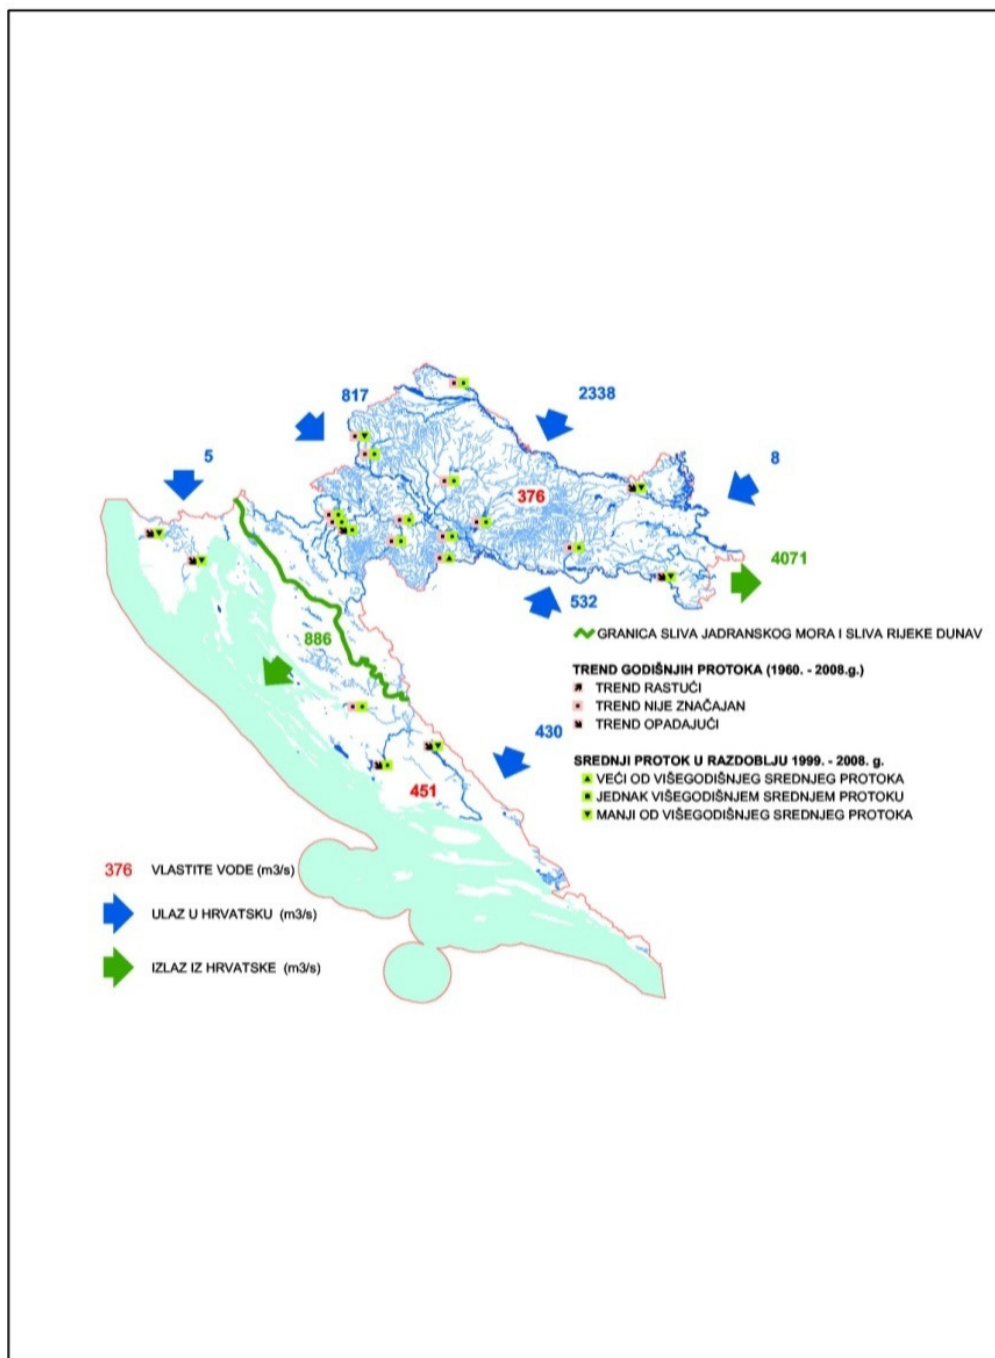 817
2338
5
8
376
4071
532
886
GRANICA SLIVA JADRANSKOG MORA I SLIVA RIJEKE DUNAV
TREND GODIŠNJIH PROTOKA (1960. - 2008.g.)
TREND RASTUĆI
TREND NIJE ZNAČAJAN
TREND OPADAJUĆI
430
SREDNJI PROTOK U RAZDOBLJU 1999. - 2008. g.
VEĆI OD VIŠEGODIŠNJEG SREDNJEG PROTOKA
JEDNAK VIŠEGODIŠNJEM SREDNJEM PROTOKU
MANJI OD VIŠEGODIŠNJEG SREDNJEG PROTOKA
451
376 VLASTITE VODE (m3/s)
ULAZ U HRVATSKU (m3/s)
IZLAZ IZ HRVATSKE (m3/s)